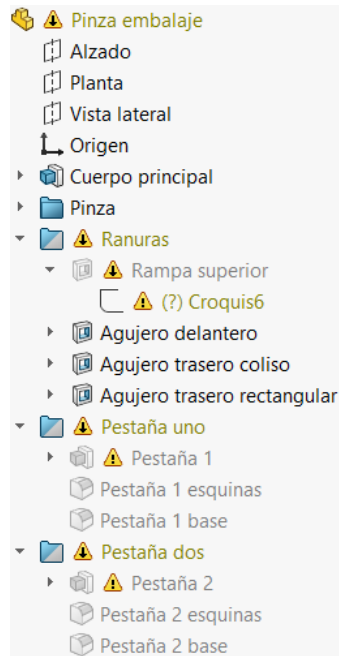 Pinza embalaje
Alzado
Planta
Vista lateral
Origen
Cuerpo principal
Pinza
Ranuras
Rampa superior
(?) Croquis6
Agujero delantero
Agujero trasero coliso
Agujero trasero rectangular
Pestaña uno
Pestaña 1
Pestaña 1 esquinas
Pestaña 1 base
Pestaña dos
Pestaña 2
Pestaña 2 esquinas
Pestaña 2 base